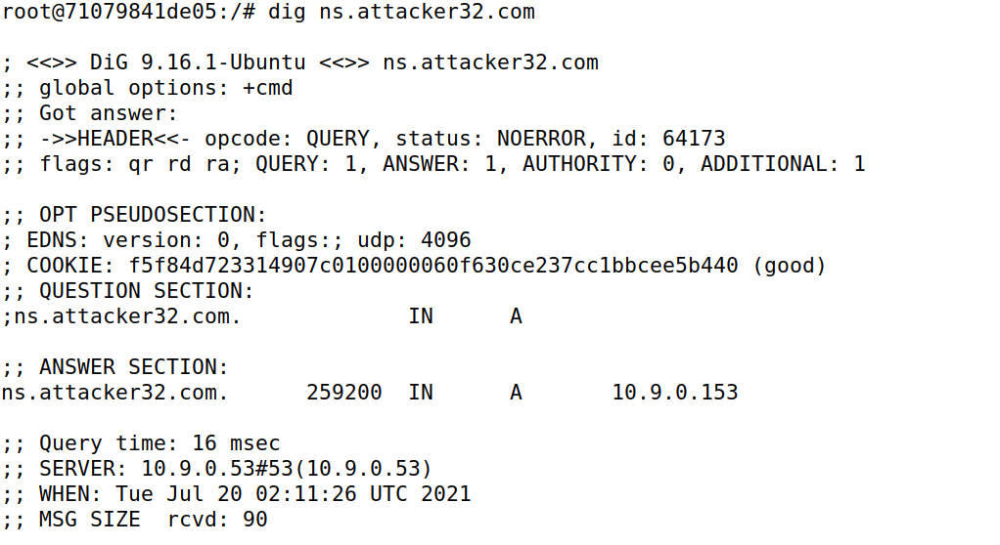 root@71079841de05:/# dig ns.attacker32.com
; <<>> DiG 9.16.1-Ubuntu <<>> ns.attacker32.com
;; global options: +cmd
;; Got answer:
;; ->>HEADER<<- opcode: QUERY, status: NOERROR, id: 64173
;; flags: qr rd ra; QUERY: 1, ANSWER: 1, AUTHORITY: 0, ADDITIONAL: 1
;; OPT PSEUDOSECTION:
; EDNS: version: 0, flags:; udp: 4096
; COOKIE: f5f84d723314907c0100000060f630ce237cc1bbcee5b440 (good)
;; QUESTION SECTION:
;ns.attacker32.com. IN A
;; ANSWER SECTION:
ns.attacker32.com. 259200 IN A 10.9.0.153
;; Query time: 16 msec
;; SERVER: 10.9.0.53#53(10.9.0.53)
;; WHEN: Tue Jul 20 02:11:26 UTC 2021
;; MSG SIZE  rcvd: 90